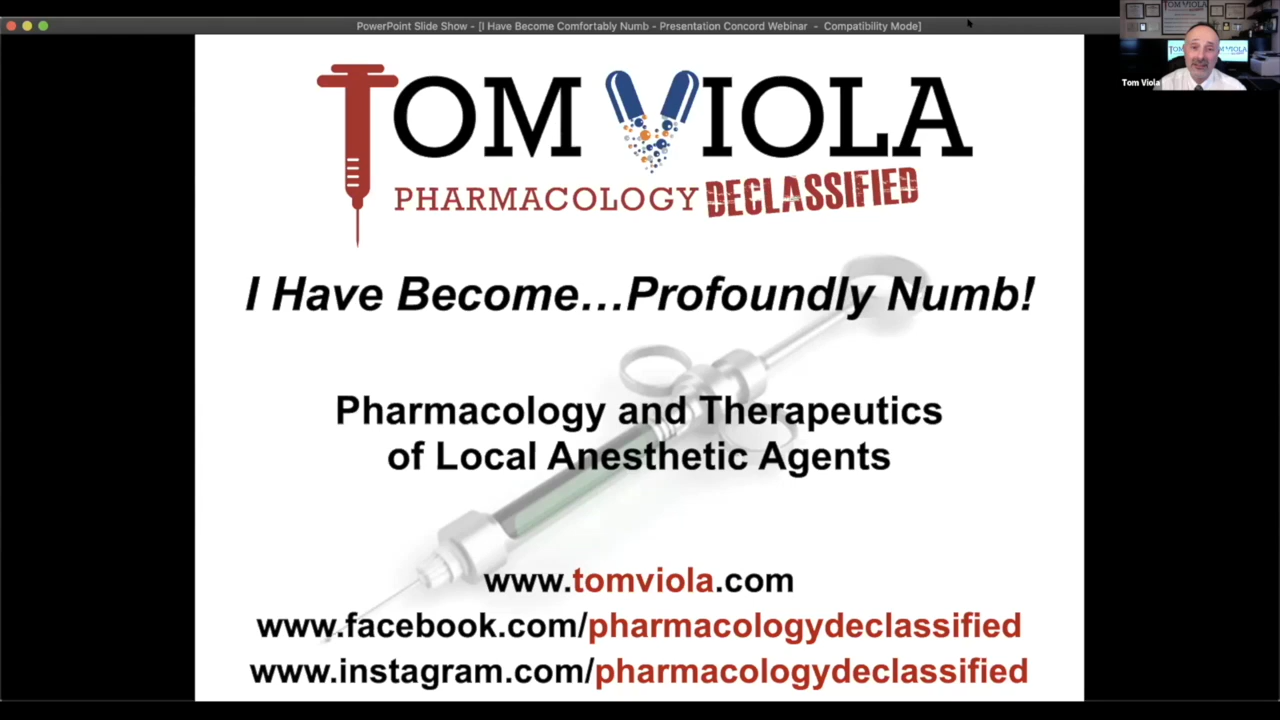 PowerPoint Slide Show - [I Have Become Comfortably Numb - Presentation Concord Webinar - Compatibility Mode]
Tom Viola
TOM VIOLA
PHARMACOLOGY DECLASSIFIED
I Have Become...Profoundly Numb!
Pharmacology and Therapeutics
of Local Anesthetic Agents
www.tomviola.com
www.facebook.com/pharmacologydeclassified
www.instagram.com/pharmacologydeclassified